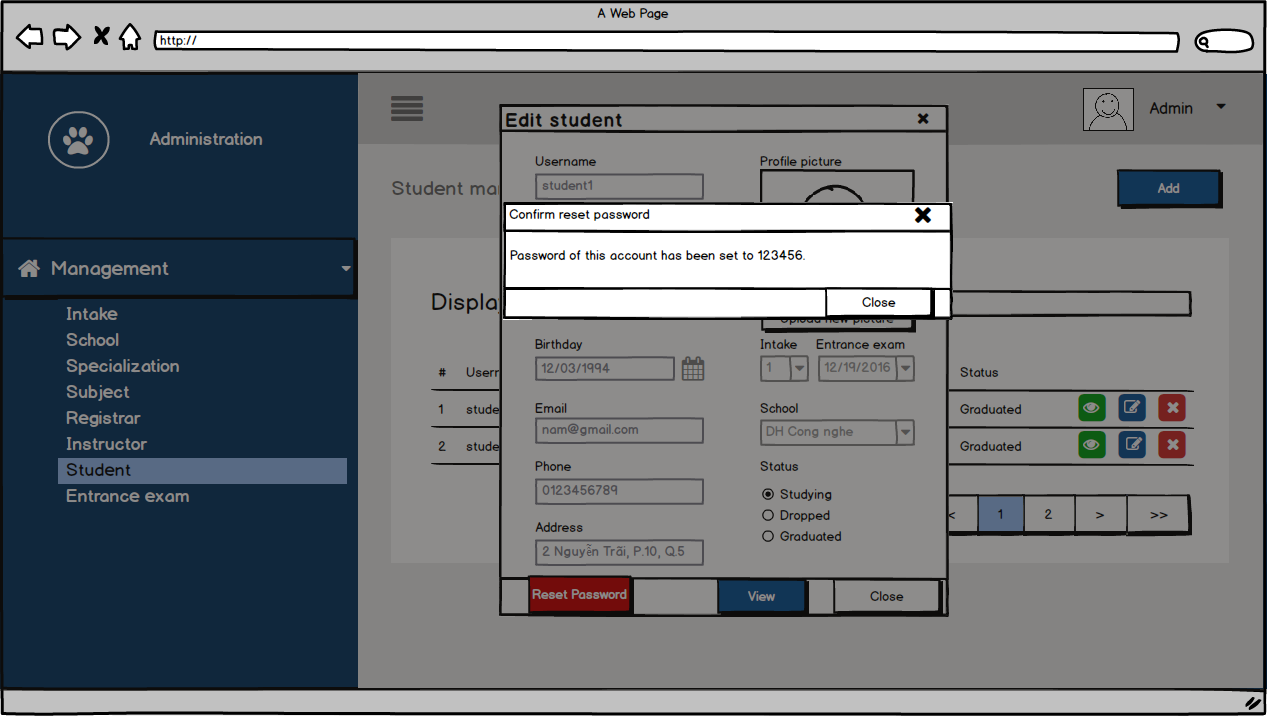 A Web Page
http://
Administration
Admin
Management
Intake
School
Specialization
Subject
Registrar
Instructor
Student
Entrance exam
Student ma
Add
Displa
# Usern Status
1 stude Graduated
2 stude Graduated
< 1 2 > >>
Edit student
Username
student1
Profile picture
Confirm reset password
Password of this account has been set to 123456.
Close
Upload new picture
Birthday
12/03/1994
Intake Entrance exam
1 12/19/2016
Email
nam@gmail.com
School
DH Cong nghe
Phone
0123456789
Status
Studying
Dropped
Graduated
Address
2 Nguyễn Trãi, P.10, Q.5
Reset Password
View
Close